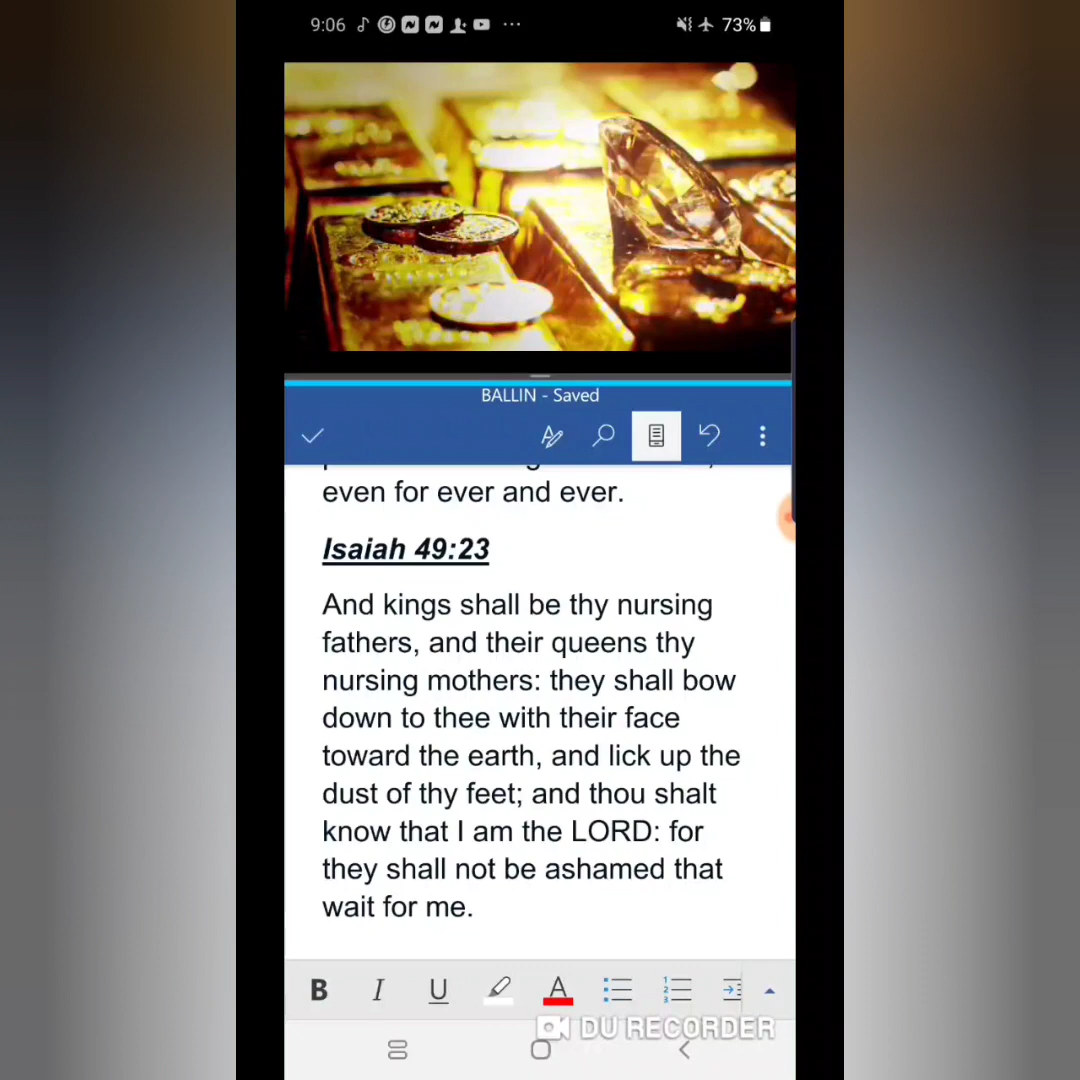 9:06 73%
BALLIN - Saved
even for ever and ever.
Isaiah 49:23
And kings shall be thy nursing
fathers, and their queens thy
nursing mothers: they shall bow
down to thee with their face
toward the earth, and lick up the
dust of thy feet; and thou shalt
know that I am the LORD: for
they shall not be ashamed that
wait for me.
B I U A
DU RECORDER